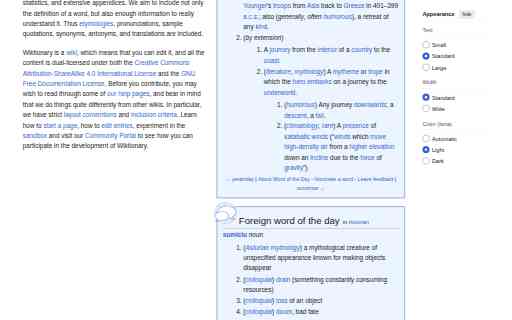 statistics, and extensive appendices. We aim to include not only
the definition of a word, but also enough information to really
understand it. Thus etymologies, pronunciations, sample
quotations, synonyms, antonyms and translations are included.
Wiktionary is a wiki, which means that you can edit it, and all the
content is dual-licensed under both the Creative Commons
Attribution-ShareAlike 4.0 International License and the GNU
Free Documentation License. Before you contribute, you may
wish to read through some of our help pages, and bear in mind
that we do things quite differently from other wikis. In particular,
we have strict layout conventions and inclusion criteria. Learn
how to start a page, how to edit entries, experiment in the
sandbox and visit our Community Portal to see how you can
participate in the development of Wiktionary.
Younger's troops from Asia back to Greece in 401–399
B.C.E.; also (generally, often humorous), a retreat of
any kind.
2. (by extension)
1. A journey from the interior of a country to the
coast.
2. (literature, mythology) A mytheme or trope in
which the hero embarks on a journey to the
underworld.
1. (humorous) Any journey downwards; a
descent, a fall.
2. (climatology, rare) A presence of
katabatic winds ("winds which move
high-density air from a higher elevation
down an incline due to the force of
gravity").
← yesterday | About Word of the Day • Nominate a word • Leave feedback |
tomorrow →
Foreign word of the day in Asturian
sumiciu noun
1. (Asturian mythology) a mythological creature of
unspecified appearance known for making objects
disappear
2. (colloquial) drain (something constantly consuming
resources)
3. (colloquial) loss of an object
4. (colloquial) doom, bad fate
Appearance hide
Text
Small
Standard
Large
Width
Standard
Wide
Color (beta)
Automatic
Light
Dark